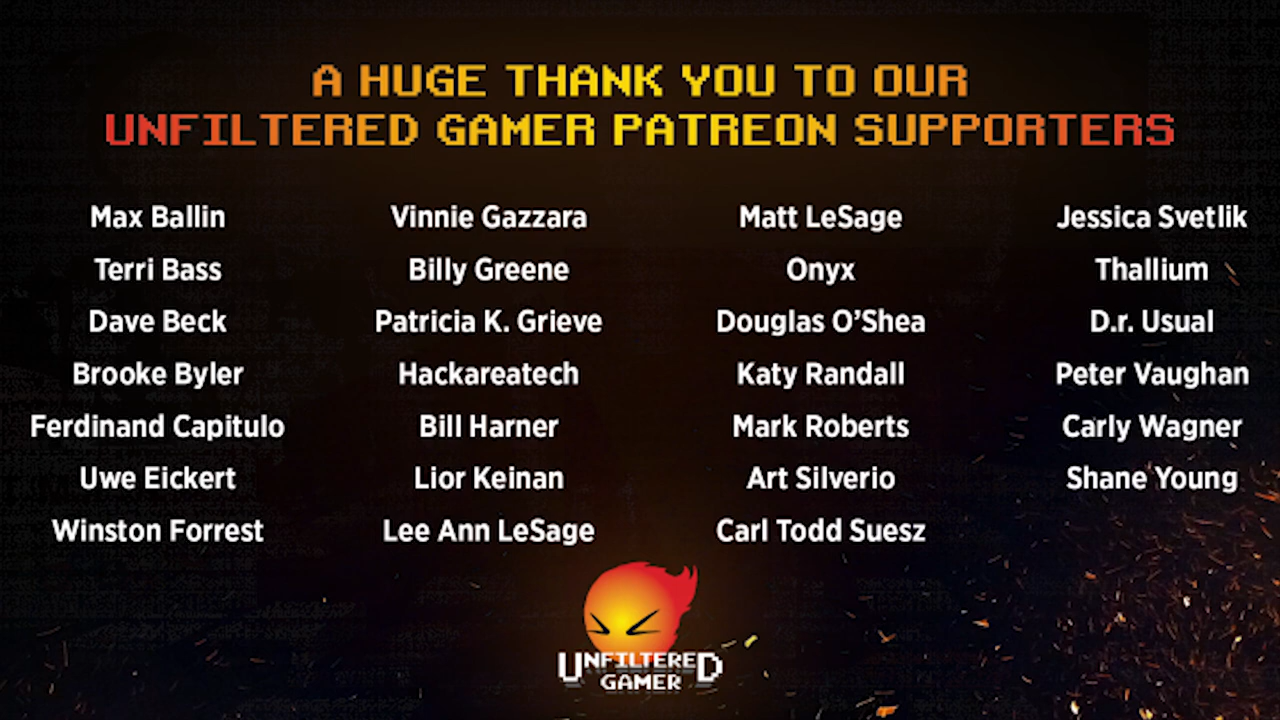 A HUGE THANK YOU TO OUR
UNFILTERED GAMER PATREON SUPPORTERS
Max Ballin
Terri Bass
Dave Beck
Brooke Byler
Ferdinand Capitulo
Uwe Eickert
Winston Forrest
Vinnie Gazzara
Billy Greene
Patricia K. Grieve
Hackareatech
Bill Harner
Lior Keinan
Lee Ann LeSage
Matt LeSage
Onyx
Douglas O’Shea
Katy Randall
Mark Roberts
Art Silverio
Carl Todd Suesz
Jessica Svetlik
Thallium
D.r. Usual
Peter Vaughan
Carly Wagner
Shane Young
UNFILTERED
GAMER